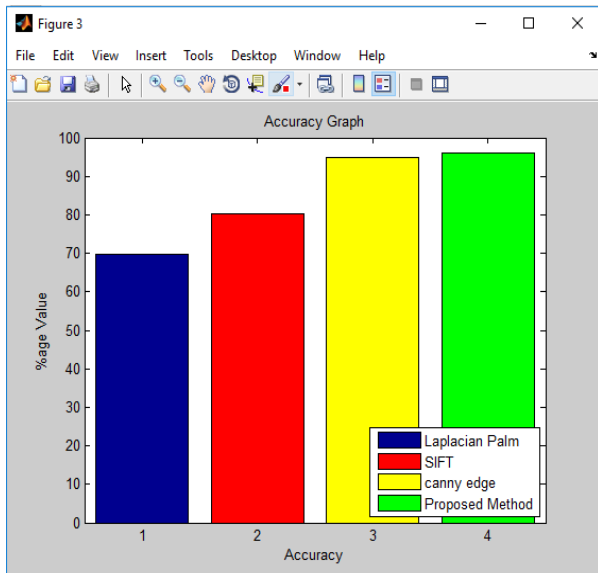 Figure 3
File Edit View Insert Tools Desktop Window Help
Accuracy Graph
100
90
80
70
60
50
40
30
20
10
0
%age Value
1 2 3 4
Accuracy
Laplacian Palm
SIFT
canny edge
Proposed Method